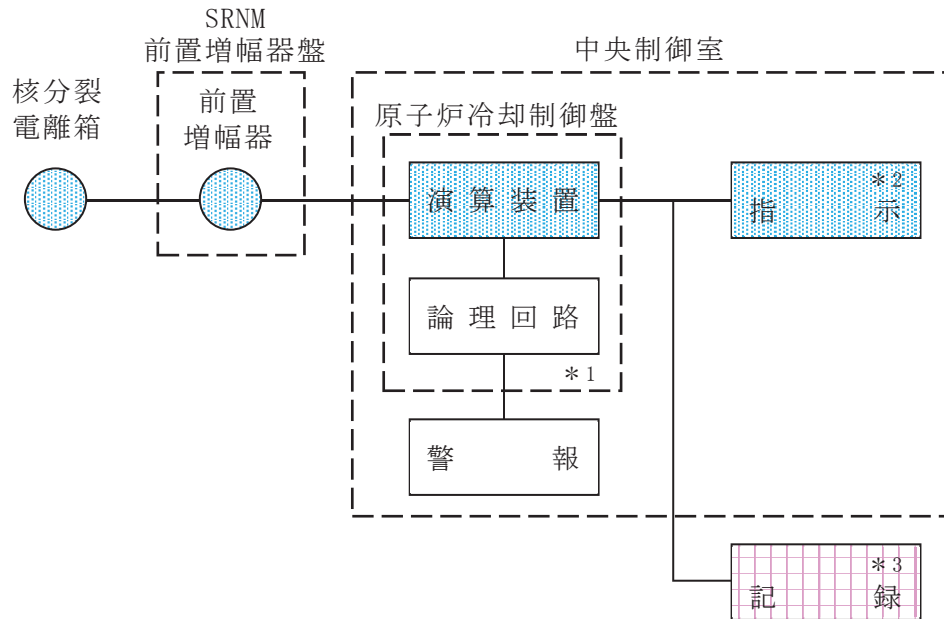 SRNM
前置増幅器盤
中央制御室
核分裂
電離箱
前置
増幅器
原子炉冷却制御盤
演算装置
＊2
指示
論理回路
＊1
警報
＊3
記録